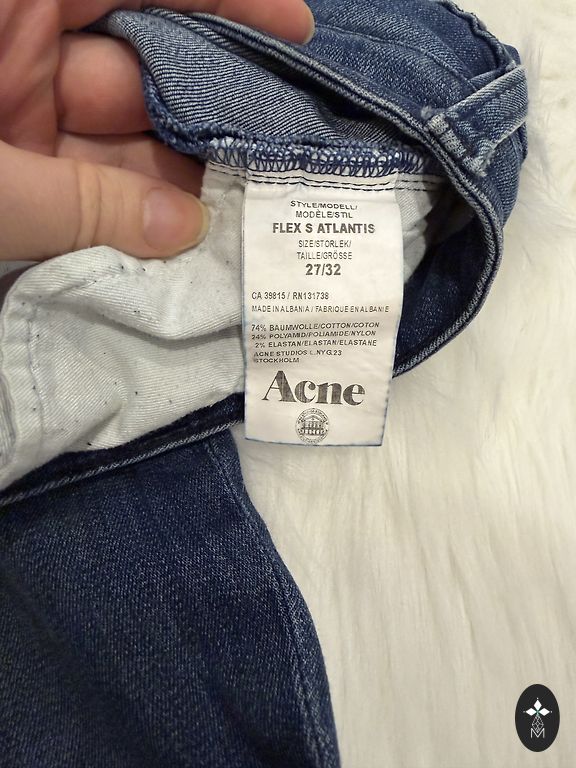 STYLE/MODELL/
MODÈLE/STIL
FLEX S ATLANTIS
SIZE/STORLEK/
TAILLE/GRÖSSE
27/32
CA 39815 / RN131738
MADE IN ALBANIA / FABRIQUÉ EN ALBANIE
74% BAUMWOLLE/COTTON/COTON
24% POLYAMID/POLIAMIDE/NYLON
2% ELASTAN/ELASTAN/ELASTANE
ACNE STUDIOS L.NYG.23
STOCKHOLM
Acne
M